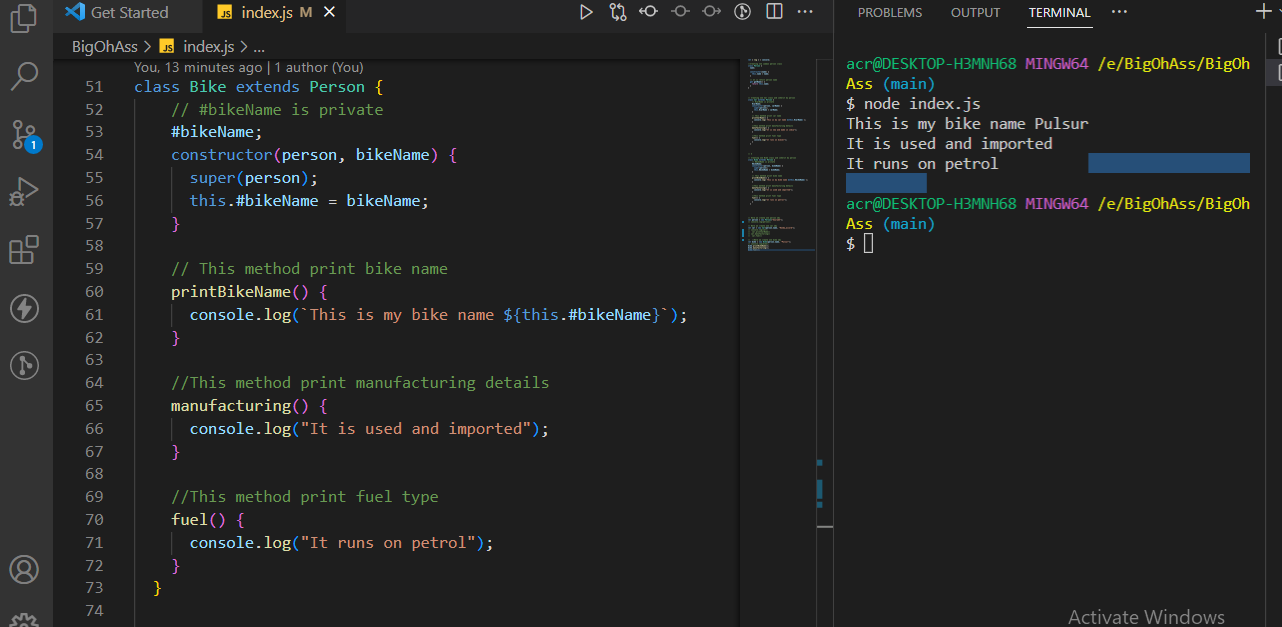 Get Started
JS index.js M
PROBLEMS OUTPUT TERMINAL
BigOhAss > JS index.js > ...
You, 13 minutes ago | 1 author (You)
51 class Bike extends Person {
52 // #bikeName is private
53 #bikeName;
54 constructor(person, bikeName) {
55 super(person);
56 this.#bikeName = bikeName;
57 }
58
59 // This method print bike name
60 printBikeName() {
61 console.log(`This is my bike name ${this.#bikeName}`);
62 }
63
64 //This method print manufacturing details
65 manufacturing() {
66 console.log("It is used and imported");
67 }
68
69 //This method print fuel type
70 fuel() {
71 console.log("It runs on petrol");
72 }
73 }
74
1
acr@DESKTOP-H3MNH68 MINGW64 /e/BigOhAss/BigOh
Ass (main)
$ node index.js
This is my bike name Pulsur
It is used and imported
It runs on petrol
acr@DESKTOP-H3MNH68 MINGW64 /e/BigOhAss/BigOh
Ass (main)
$
Activate Windows